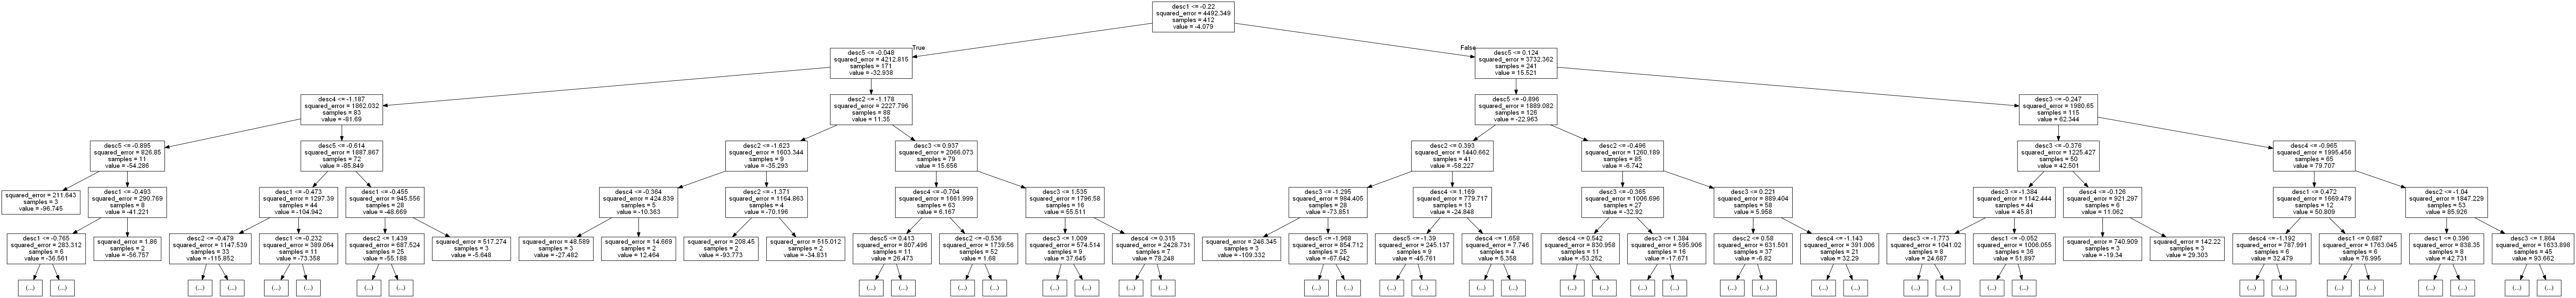 desc1 <= -0.22
squared_error = 4492.349
samples = 412
value = -4.079
True
False
desc5 <= -0.048
squared_error = 4212.815
samples = 171
value = -32.938
desc5 <= 0.124
squared_error = 3732.362
samples = 241
value = 15.521
desc4 <= -1.187
squared_error = 1862.032
samples = 83
value = -81.69
desc2 <= -1.178
squared_error = 2227.796
samples = 88
value = 11.35
desc5 <= -0.896
squared_error = 1889.082
samples = 126
value = -22.963
desc3 <= -0.247
squared_error = 1980.65
samples = 115
value = 62.344
desc5 <= -0.895
squared_error = 826.85
samples = 11
value = -54.286
desc5 <= -0.614
squared_error = 1887.867
samples = 72
value = -85.849
desc2 <= -1.623
squared_error = 1603.344
samples = 9
value = -35.293
desc3 <= 0.937
squared_error = 2066.073
samples = 79
value = 15.656
desc2 <= 0.393
squared_error = 1440.662
samples = 41
value = -58.227
desc2 <= -0.496
squared_error = 1260.189
samples = 85
value = -6.742
desc3 <= -0.376
squared_error = 1225.427
samples = 50
value = 42.501
desc4 <= -0.965
squared_error = 1995.456
samples = 65
value = 79.707
squared_error = 211.643
samples = 3
value = -96.745
desc1 <= -0.493
squared_error = 290.769
samples = 8
value = -41.221
desc1 <= -0.473
squared_error = 1297.39
samples = 44
value = -104.942
desc1 <= -0.455
squared_error = 945.556
samples = 28
value = -48.669
desc4 <= -0.364
squared_error = 424.839
samples = 5
value = -10.363
desc2 <= -1.371
squared_error = 1164.863
samples = 4
value = -70.196
desc4 <= -0.704
squared_error = 1661.999
samples = 63
value = 6.167
desc3 <= 1.535
squared_error = 1796.58
samples = 16
value = 55.511
desc3 <= -1.295
squared_error = 984.405
samples = 28
value = -73.851
desc4 <= 1.169
squared_error = 779.717
samples = 13
value = -24.848
desc3 <= -0.365
squared_error = 1006.696
samples = 27
value = -32.92
desc3 <= 0.221
squared_error = 889.404
samples = 58
value = 5.958
desc3 <= -1.384
squared_error = 1142.444
samples = 44
value = 45.81
desc4 <= -0.126
squared_error = 921.297
samples = 6
value = 11.062
desc1 <= 0.472
squared_error = 1669.479
samples = 12
value = 50.809
desc2 <= -1.04
squared_error = 1847.229
samples = 53
value = 85.926
desc1 <= -0.765
squared_error = 283.312
samples = 6
value = -36.561
squared_error = 1.86
samples = 2
value = -56.757
desc2 <= -0.479
squared_error = 1147.539
samples = 33
value = -115.852
desc1 <= -0.232
squared_error = 389.064
samples = 11
value = -73.358
desc2 <= 1.439
squared_error = 687.524
samples = 25
value = -55.188
squared_error = 517.274
samples = 3
value = -5.648
squared_error = 48.589
samples = 3
value = -27.482
squared_error = 14.669
samples = 2
value = 12.464
squared_error = 208.45
samples = 2
value = -93.773
squared_error = 515.012
samples = 2
value = -34.831
desc5 <= 0.413
squared_error = 807.496
samples = 11
value = 26.473
desc2 <= -0.536
squared_error = 1739.56
samples = 52
value = 1.68
desc3 <= 1.009
squared_error = 574.514
samples = 9
value = 37.645
desc4 <= 0.315
squared_error = 2428.731
samples = 7
value = 78.248
squared_error = 246.345
samples = 3
value = -109.332
desc5 <= -1.968
squared_error = 854.712
samples = 25
value = -67.642
desc5 <= -1.39
squared_error = 245.137
samples = 9
value = -45.761
desc4 <= 1.658
squared_error = 7.746
samples = 4
value = 5.358
desc4 <= 0.542
squared_error = 830.958
samples = 11
value = -53.252
desc3 <= 1.384
squared_error = 595.906
samples = 16
value = -17.671
desc2 <= 0.58
squared_error = 631.501
samples = 37
value = -6.82
desc4 <= -1.143
squared_error = 391.006
samples = 21
value = 32.29
desc3 <= -1.773
squared_error = 1041.02
samples = 8
value = 24.687
desc1 <= -0.052
squared_error = 1006.055
samples = 36
value = 51.897
squared_error = 740.909
samples = 3
value = -19.34
squared_error = 142.22
samples = 3
value = 29.303
desc4 <= -1.192
squared_error = 787.991
samples = 6
value = 32.479
desc1 <= 0.687
squared_error = 1763.045
samples = 6
value = 76.995
desc1 <= 0.396
squared_error = 838.35
samples = 8
value = 42.731
desc3 <= 1.864
squared_error = 1633.898
samples = 45
value = 93.662
(...) (...) (...) (...) (...) (...) (...) (...) (...) (...) (...) (...) (...) (...) (...) (...) (...) (...) (...) (...) (...) (...) (...) (...) (...) (...) (...) (...) (...) (...) (...) (...) (...) (...) (...) (...) (...) (...) (...) (...) (...) (...)